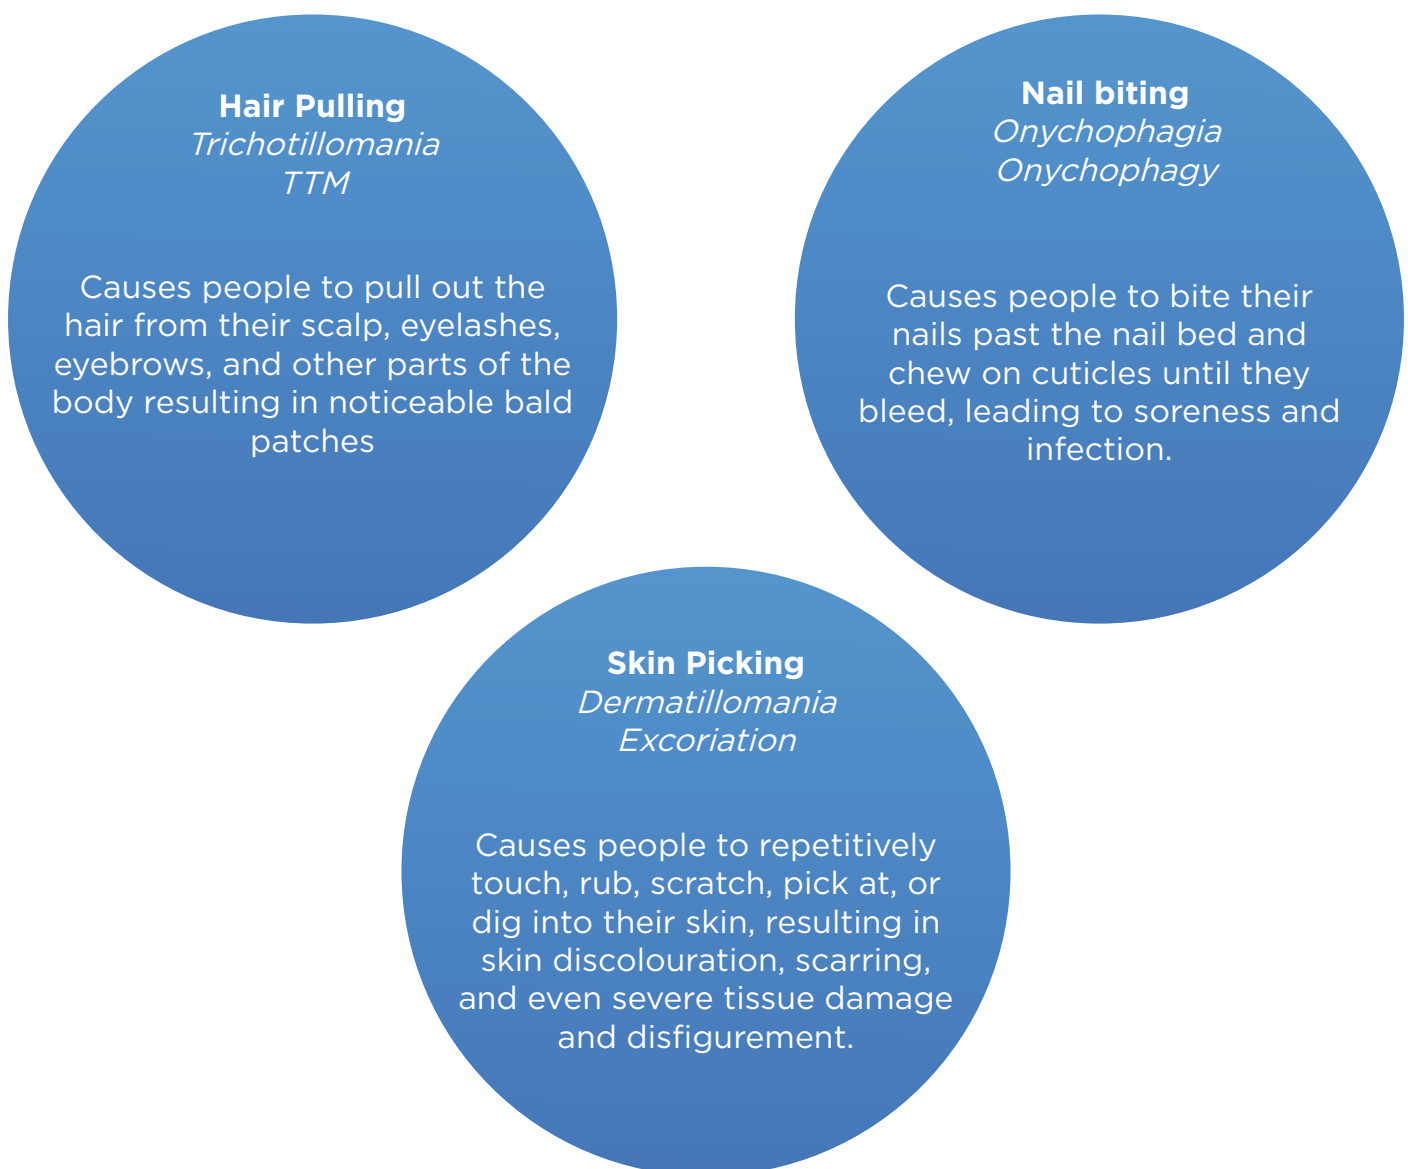 Hair Pulling
Trichotillomania
TTM
Causes people to pull out the
hair from their scalp, eyelashes,
eyebrows, and other parts of the
body resulting in noticeable bald
patches
Nail biting
Onychophagia
Onychophagy
Causes people to bite their
nails past the nail bed and
chew on cuticles until they
bleed, leading to soreness and
infection.
Skin Picking
Dermatillomania
Excoriation
Causes people to repetitively
touch, rub, scratch, pick at, or
dig into their skin, resulting in
skin discolouration, scarring,
and even severe tissue damage
and disfigurement.